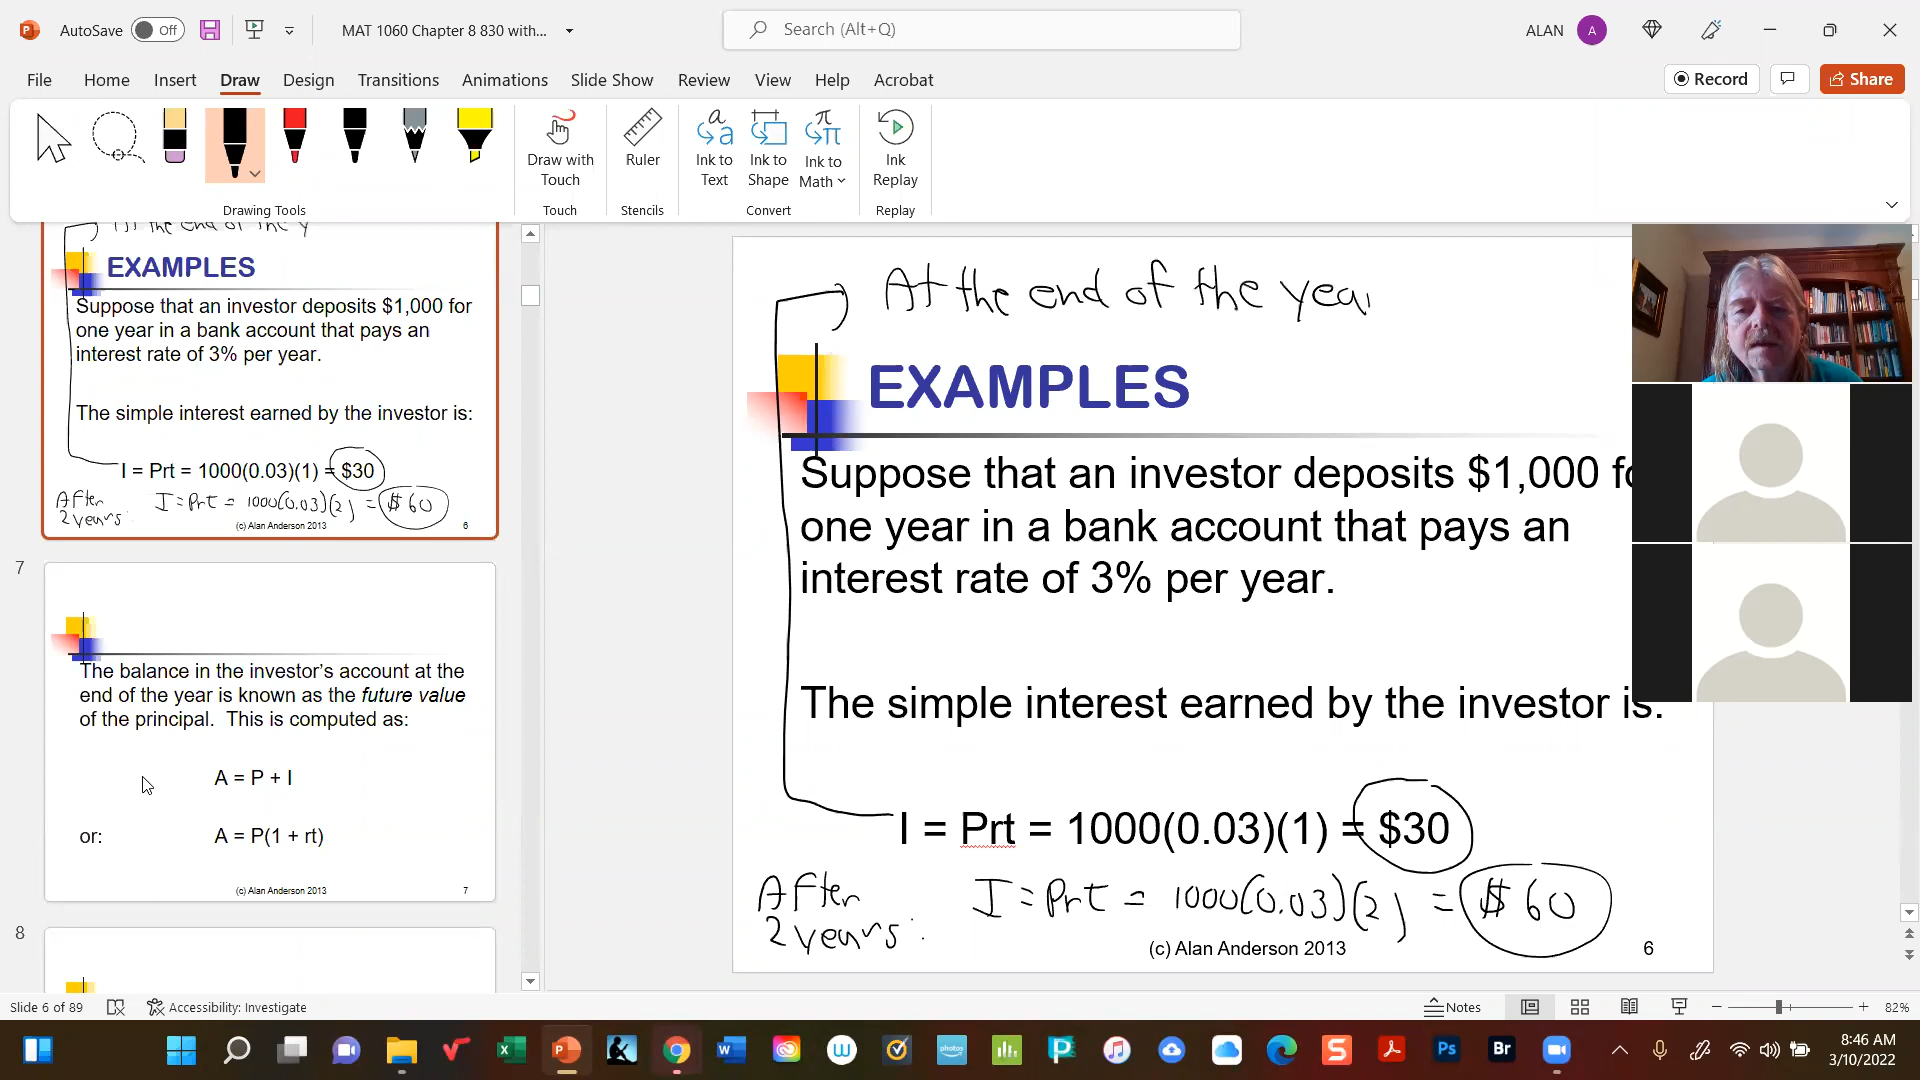 AutoSave Off MAT 1060 Chapter 8 830 with... Search (Alt+Q) ALAN A
File Home Insert Draw Design Transitions Animations Slide Show Review View Help Acrobat Record Share
Draw with Touch
Ruler
Ink to Text
Ink to Shape
Ink to Math
Ink Replay
Drawing Tools Touch Stencils Convert Replay
EXAMPLES
Suppose that an investor deposits $1,000 for
one year in a bank account that pays an
interest rate of 3% per year.
The simple interest earned by the investor is:
I = Prt = 1000(0.03)(1) = $30
After I = Prt = 1000(0.03)(2) = $60
2 years:
(c) Alan Anderson 2013 6
7
The balance in the investor's account at the
end of the year is known as the future value
of the principal. This is computed as:
A = P + I
or: A = P(1 + rt)
(c) Alan Anderson 2013 7
8
At the end of the year
EXAMPLES
Suppose that an investor deposits $1,000 fo
one year in a bank account that pays an
interest rate of 3% per year.
The simple interest earned by the investor is:
I = Prt = 1000(0.03)(1) = $30
After I = Prt = 1000(0.03)(2) = $60
2 years:
(c) Alan Anderson 2013 6
Slide 6 of 89 Accessibility: Investigate Notes 82%
8:46 AM
3/10/2022